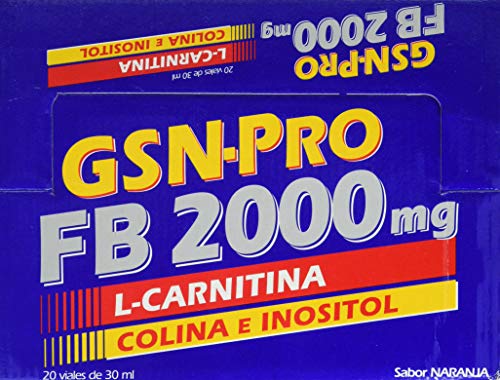 GSN-PRO
FB 2000 mg
L-CARNITINA
COLINA E INOSITOL
20 viales de 30 ml
GSN-PRO
FB 2000 mg
L-CARNITINA
COLINA E INOSITOL
20 viales de 30 ml
Sabor NARANJA